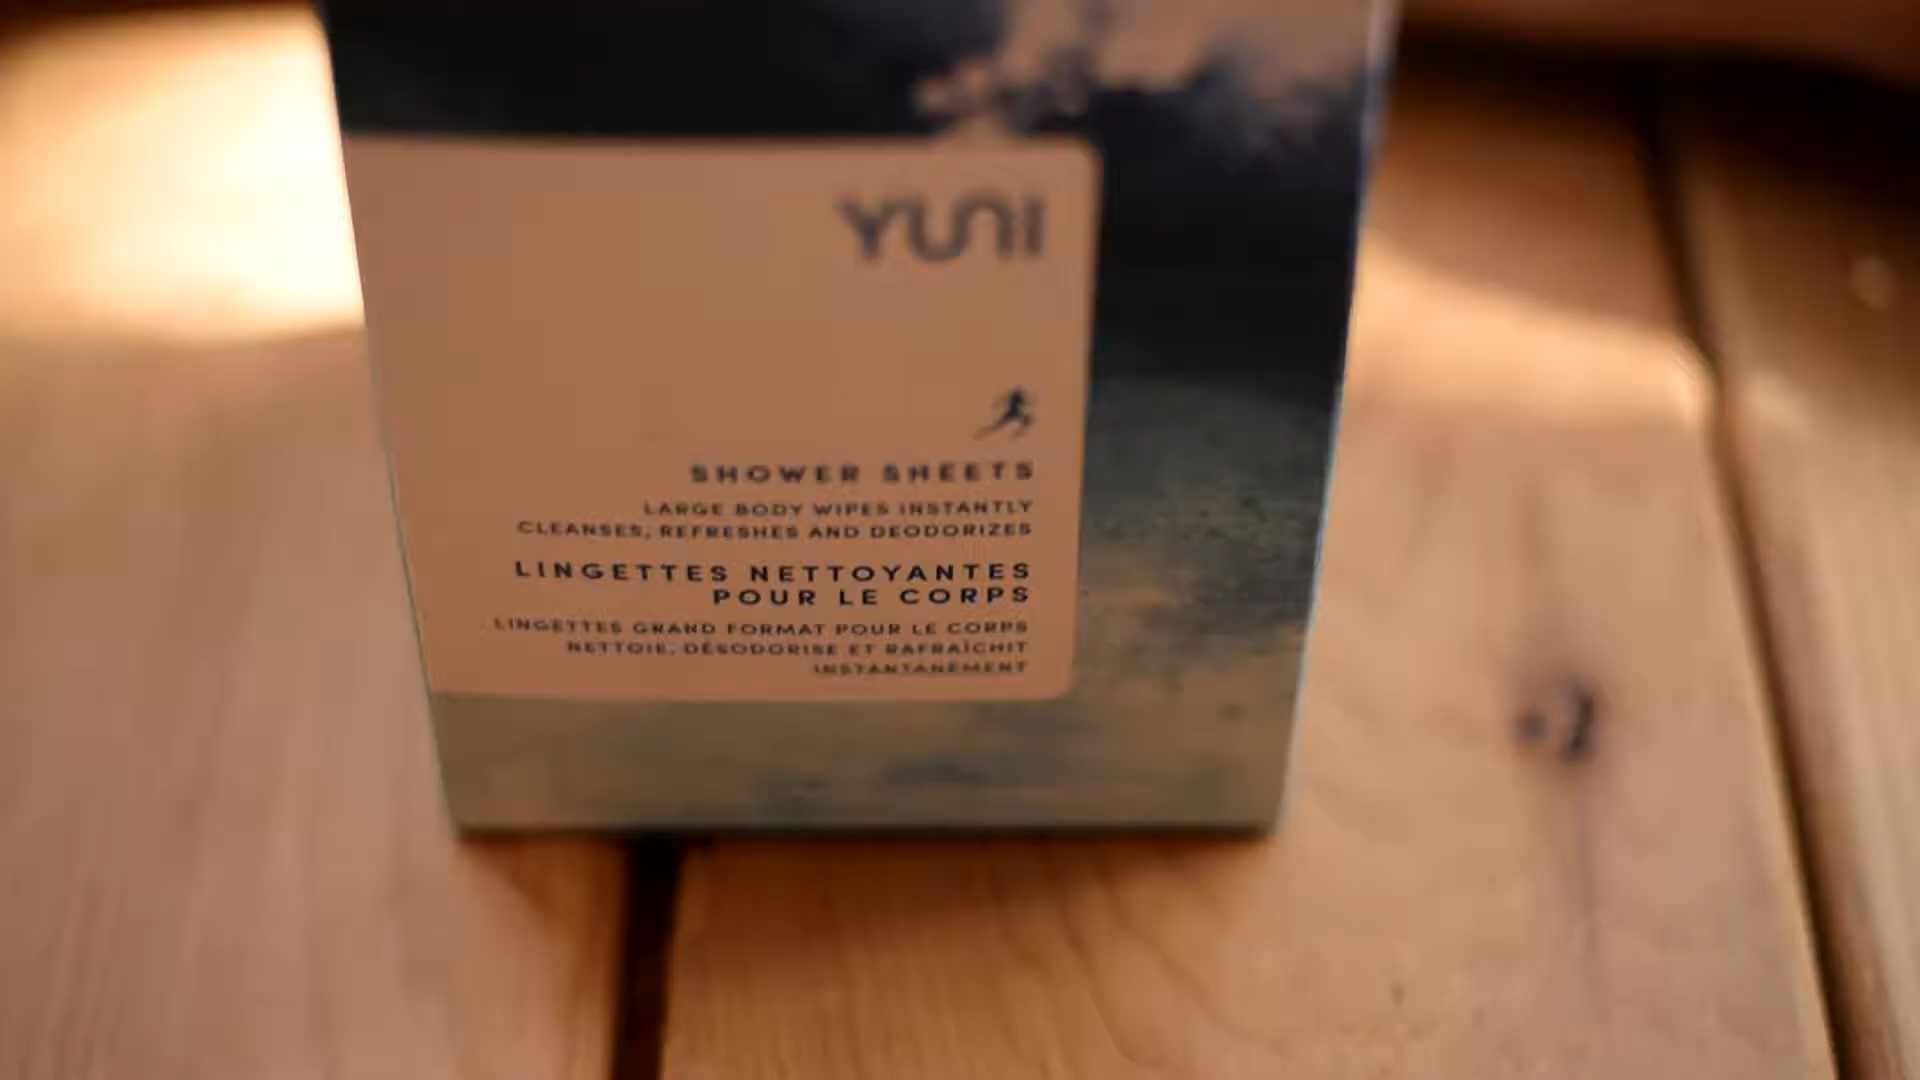 YUNI
SHOWER SHEETS
LARGE BODY WIPES INSTANTLY
CLEANSES, REFRESHES AND DEODORIZES
LINGETTES NETTOYANTES
POUR LE CORPS
LINGETTES GRAND FORMAT POUR LE CORPS
NETTOIE, DÉSODORISE ET RAFRAÎCHIT
INSTANTANÉMENT